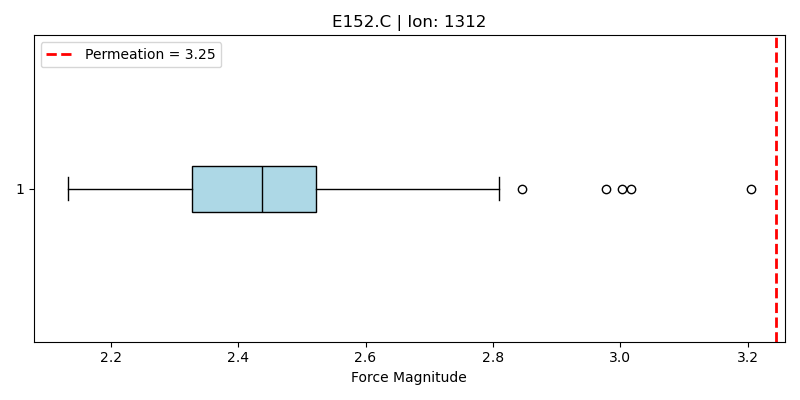 E152.C | Ion: 1312
Permeation = 3.25
1
2.2 2.4 2.6 2.8 3.0 3.2
Force Magnitude